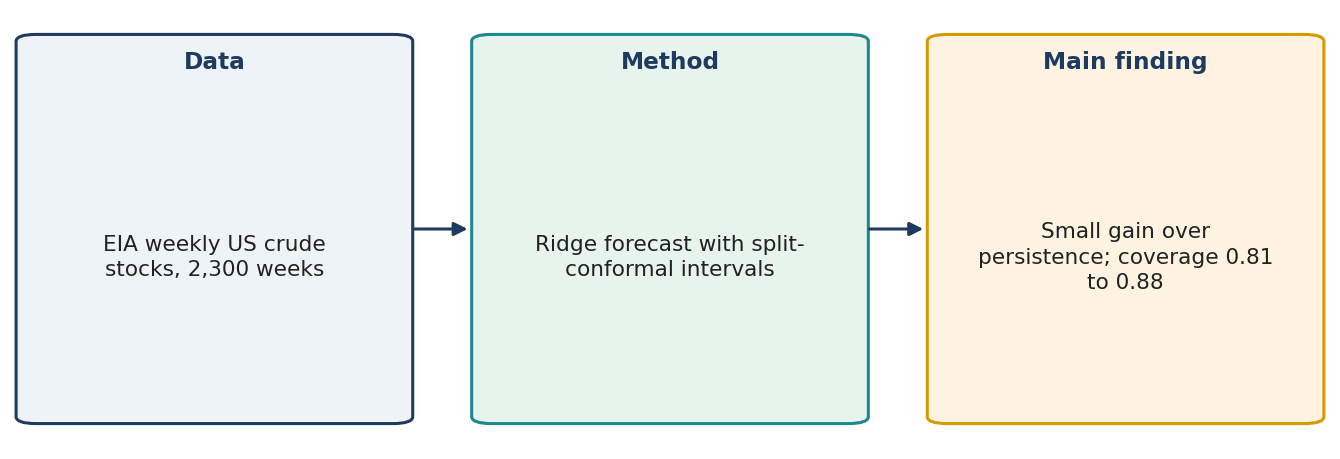 Data
EIA weekly US crude
stocks, 2,300 weeks
Method
Ridge forecast with split-
conformal intervals
Main finding
Small gain over
persistence; coverage 0.81
to 0.88